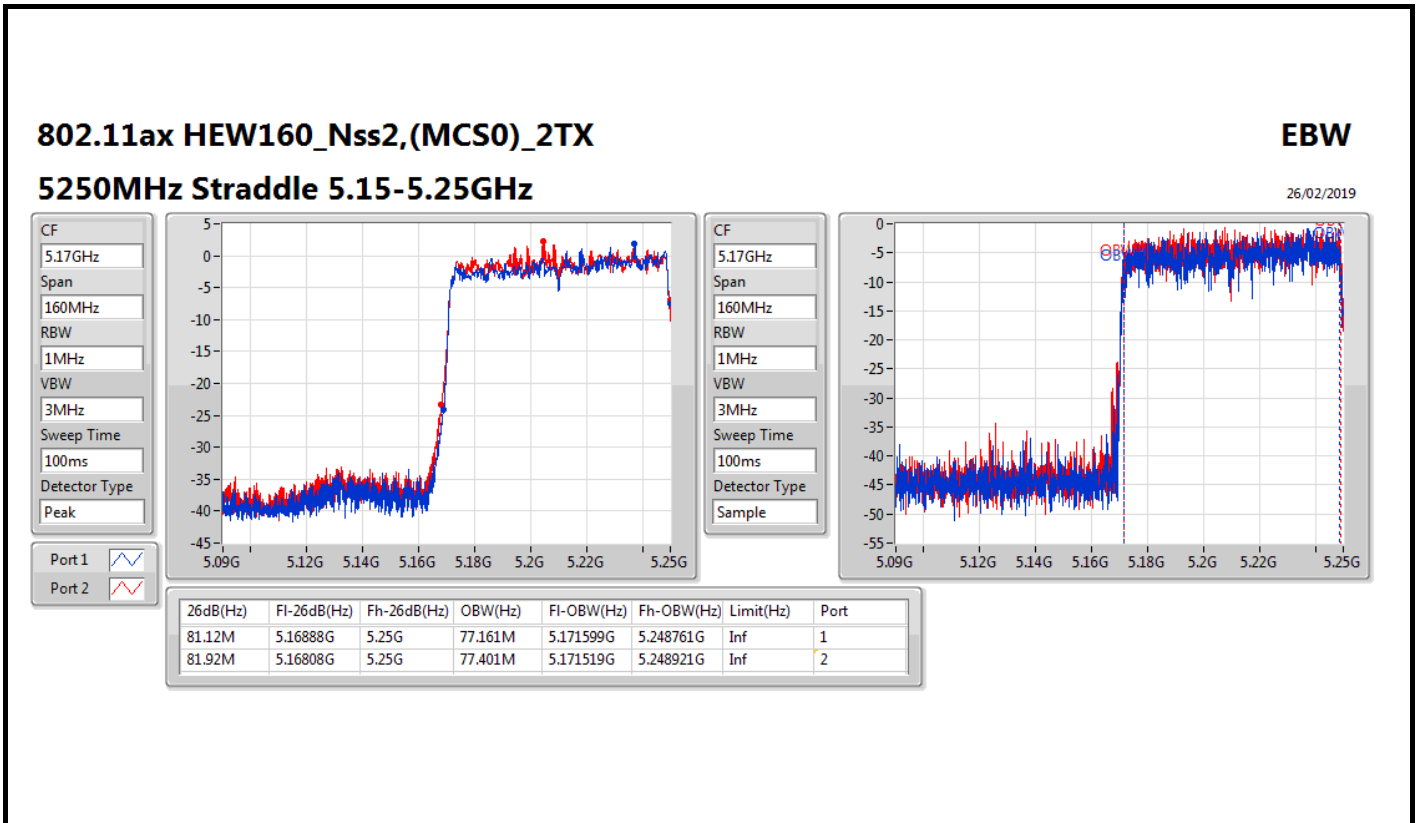 802.11ax HEW160_Nss2,(MCS0)_2TX
EBW
5250MHz Straddle 5.15-5.25GHz
26/02/2019
CF
5.17GHz
Span
160MHz
RBW
1MHz
VBW
3MHz
Sweep Time
100ms
Detector Type
Peak
Port 1
Port 2
5
0
-5
-10
-15
-20
-25
-30
-35
-40
-45
5.09G 5.12G 5.14G 5.16G 5.18G 5.2G 5.22G 5.25G
CF
5.17GHz
Span
160MHz
RBW
1MHz
VBW
3MHz
Sweep Time
100ms
Detector Type
Sample
0
-5
-10
-15
-20
-25
-30
-35
-40
-45
-50
-55
5.09G 5.12G 5.14G 5.16G 5.18G 5.2G 5.22G 5.25G
26dB(Hz) Fl-26dB(Hz) Fh-26dB(Hz) OBW(Hz) Fl-OBW(Hz) Fh-OBW(Hz) Limit(Hz) Port
81.12M 5.16888G 5.25G 77.161M 5.171599G 5.248761G Inf 1
81.92M 5.16808G 5.25G 77.401M 5.171519G 5.248921G Inf 2